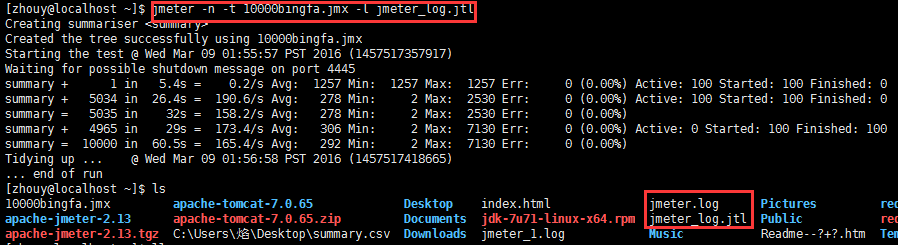 [zhouy@localhost ~]$ jmeter -n -t 10000bingfa.jmx -l jmeter_log.jtl
Creating summariser <summary>
Created the tree successfully using 10000bingfa.jmx
Starting the test @ Wed Mar 09 01:55:57 PST 2016 (1457517357917)
Waiting for possible shutdown message on port 4445
summary +      1 in   5.4s =    0.2/s Avg:  1257 Min:  1257 Max:  1257 Err:     0 (0.00%) Active: 100 Started: 100 Finished: 0
summary +   5034 in  26.4s =  190.6/s Avg:   278 Min:     2 Max:  2530 Err:     0 (0.00%) Active: 100 Started: 100 Finished: 0
summary =   5035 in    32s =  158.2/s Avg:   278 Min:     2 Max:  2530 Err:     0 (0.00%)
summary +   4965 in    29s =  173.4/s Avg:   306 Min:     2 Max:  7130 Err:     0 (0.00%) Active: 0 Started: 100 Finished: 100
summary =  10000 in  60.5s =  165.4/s Avg:   292 Min:     2 Max:  7130 Err:     0 (0.00%)
Tidying up ...    @ Wed Mar 09 01:56:58 PST 2016 (1457517418665)
... end of run
[zhouy@localhost ~]$ ls
10000bingfa.jmx      apache-tomcat-7.0.65           Desktop    index.html              jmeter.log      Pictures    re
apache-jmeter-2.13   apache-tomcat-7.0.65.zip       Documents  jdk-7u71-linux-x64.rpm  jmeter_log.jtl  Public      re
apache-jmeter-2.13.tgz  C:\Users\焰\Desktop\summary.csv  Downloads  jmeter_1.log            Music           Readme--?+?.htm  Te